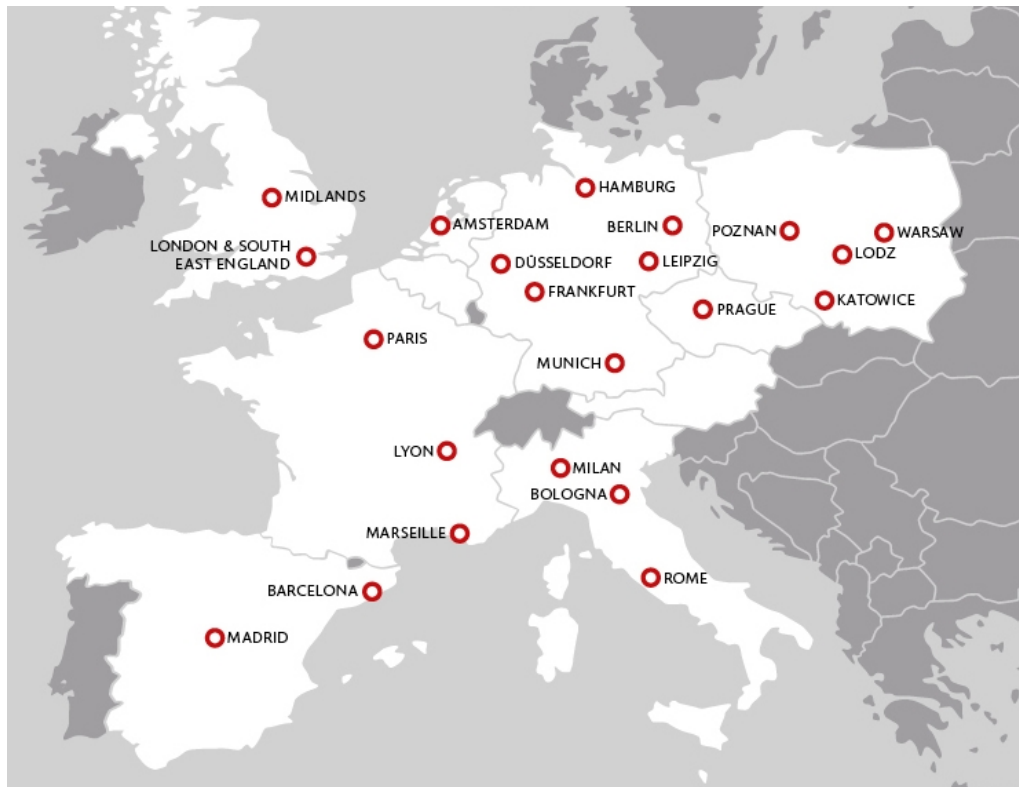 HAMBURG
MIDLANDS
AMSTERDAM
BERLIN
POZNAN
WARSAW
LONDON & SOUTH
EAST ENGLAND
DÜSSELDORF
LEIPZIG
LODZ
FRANKFURT
KATOWICE
PRAGUE
PARIS
MUNICH
LYON
MILAN
BOLOGNA
MARSEILLE
ROME
BARCELONA
MADRID